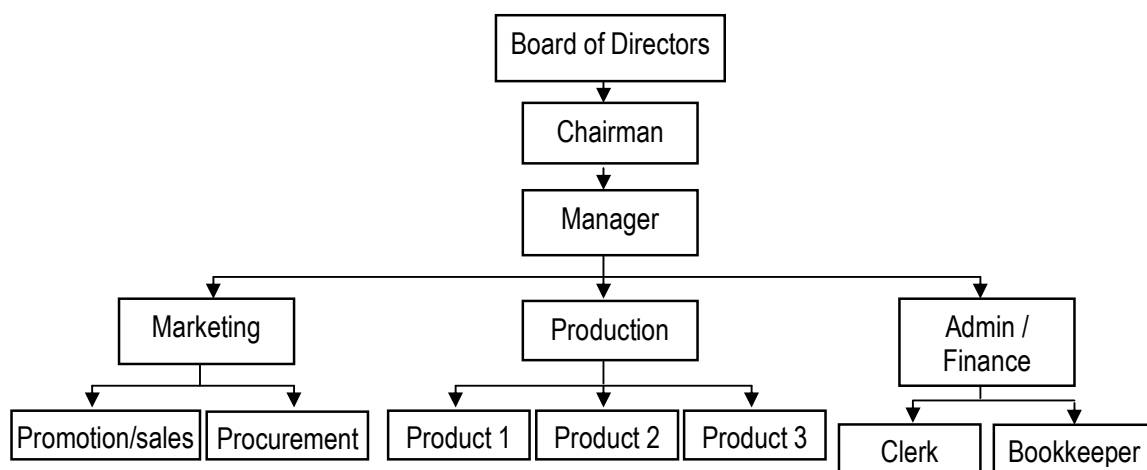 Board of Directors
Chairman
Manager
Marketing
Production
Admin /
Finance
Promotion/sales
Procurement
Product 1
Product 2
Product 3
Clerk
Bookkeeper